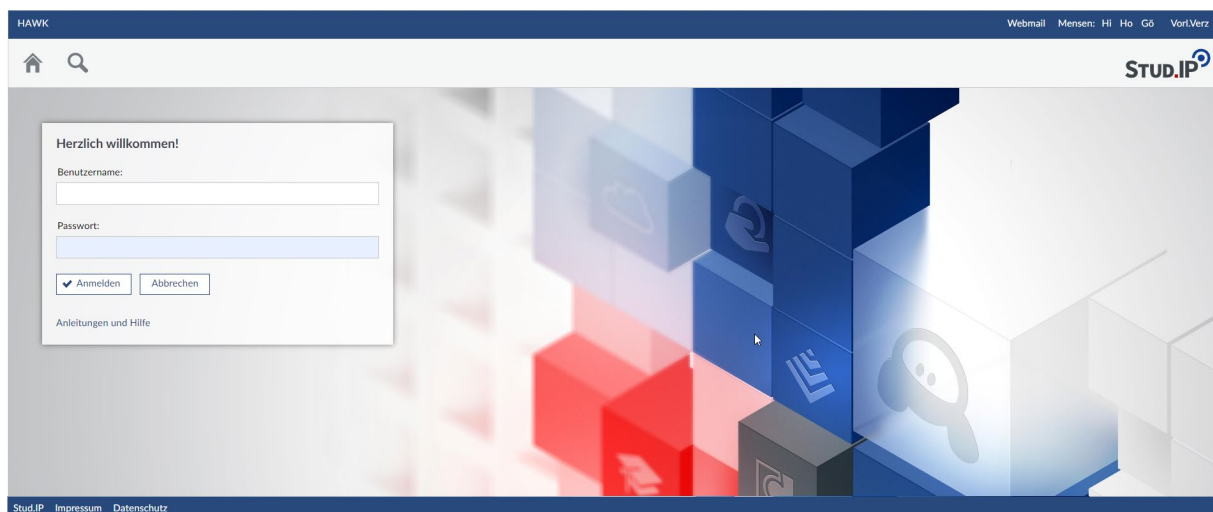 HAWK
Webmail Mensen: Hi Ho Gö Vorl.Verz
STUD.IP
Herzlich willkommen!
Benutzername:
Passwort:
Anmelden Abbrechen
Anleitungen und Hilfe
Stud.IP Impressum Datenschutz